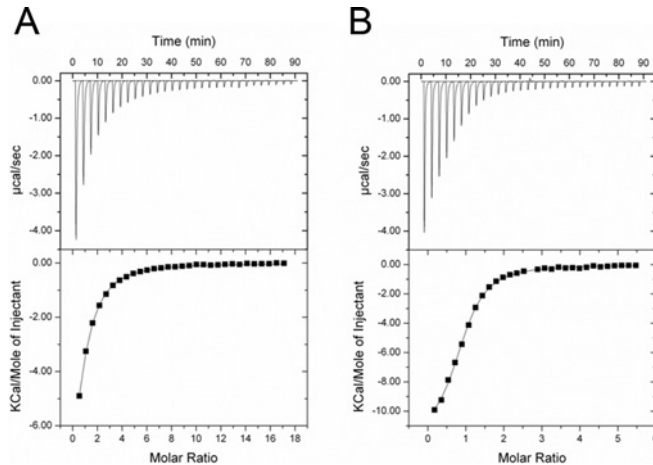 A
B
Time (min)
0 10 20 30 40 50 60 70 80 90
0.00
-1.00
-2.00
-3.00
-4.00
µcal/sec
0.00
-2.00
-4.00
-6.00
KCal/Mole of Injectant
0 2 4 6 8 10 12 14 16 18
Molar Ratio
Time (min)
0 10 20 30 40 50 60 70 80 90
0.00
-1.00
-2.00
-3.00
-4.00
µcal/sec
0.00
-2.00
-4.00
-6.00
-8.00
-10.00
KCal/Mole of Injectant
0 1 2 3 4 5
Molar Ratio